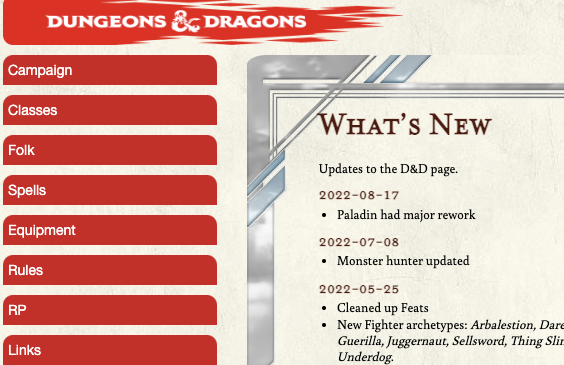 DUNGEONS & DRAGONS
Campaign
Classes
Folk
Spells
Equipment
Rules
RP
Links
What's New
Updates to the D&D page.
2022-08-17
Paladin had major rework
2022-07-08
Monster hunter updated
2022-05-25
Cleaned up Feats
New Fighter archetypes: Arbalestion,
Guerilla, Juggernaut, Sellsword, Thing
Underdog.